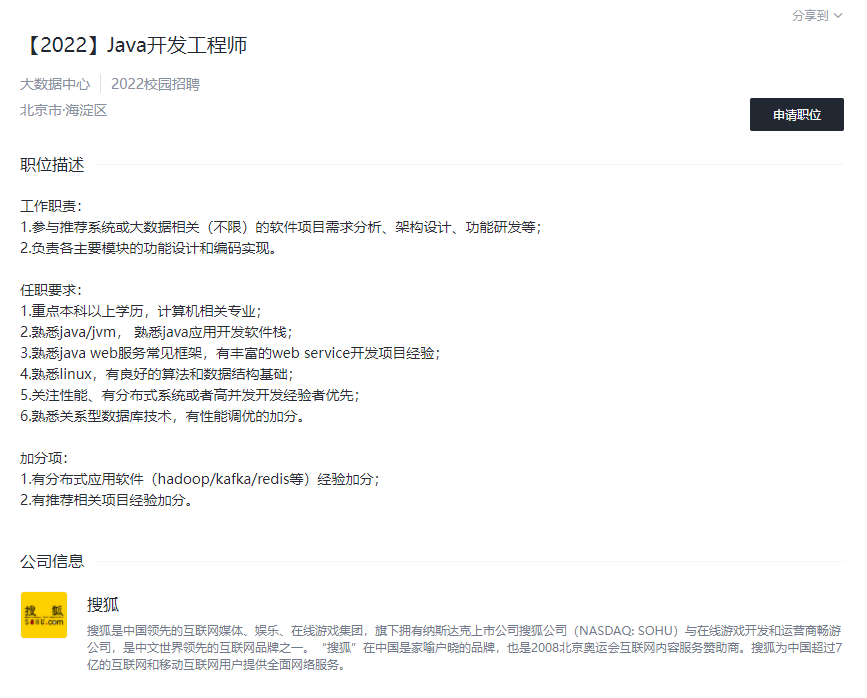 分享到
【2022】Java开发工程师
大数据中心 2022校园招聘
北京市·海淀区
申请职位
职位描述
工作职责：
1.参与推荐系统或大数据相关（不限）的软件项目需求分析、架构设计、功能研发等；
2.负责各主要模块的功能设计和编码实现。
任职要求：
1.重点本科以上学历，计算机相关专业；
2.熟悉java/jvm， 熟悉java应用开发软件栈；
3.熟悉java web服务常见框架，有丰富的web service开发项目经验；
4.熟悉linux，有良好的算法和数据结构基础；
5.关注性能、有分布式系统或者高并发开发经验者优先；
6.熟悉关系型数据库技术，有性能调优的加分。
加分项：
1.有分布式应用软件（hadoop/kafka/redis等）经验加分；
2.有推荐相关项目经验加分。
公司信息
搜狐
SOHU.com
搜狐
搜狐是中国领先的互联网媒体、娱乐、在线游戏集团，旗下拥有纳斯达克上市公司搜狐公司（NASDAQ: SOHU）与在线游戏开发和运营商畅游
公司，是中文世界领先的互联网品牌之一。“搜狐”在中国是家喻户晓的品牌，也是2008北京奥运会互联网内容服务赞助商。搜狐为中国超过7
亿的互联网和移动互联网用户提供全面网络服务。